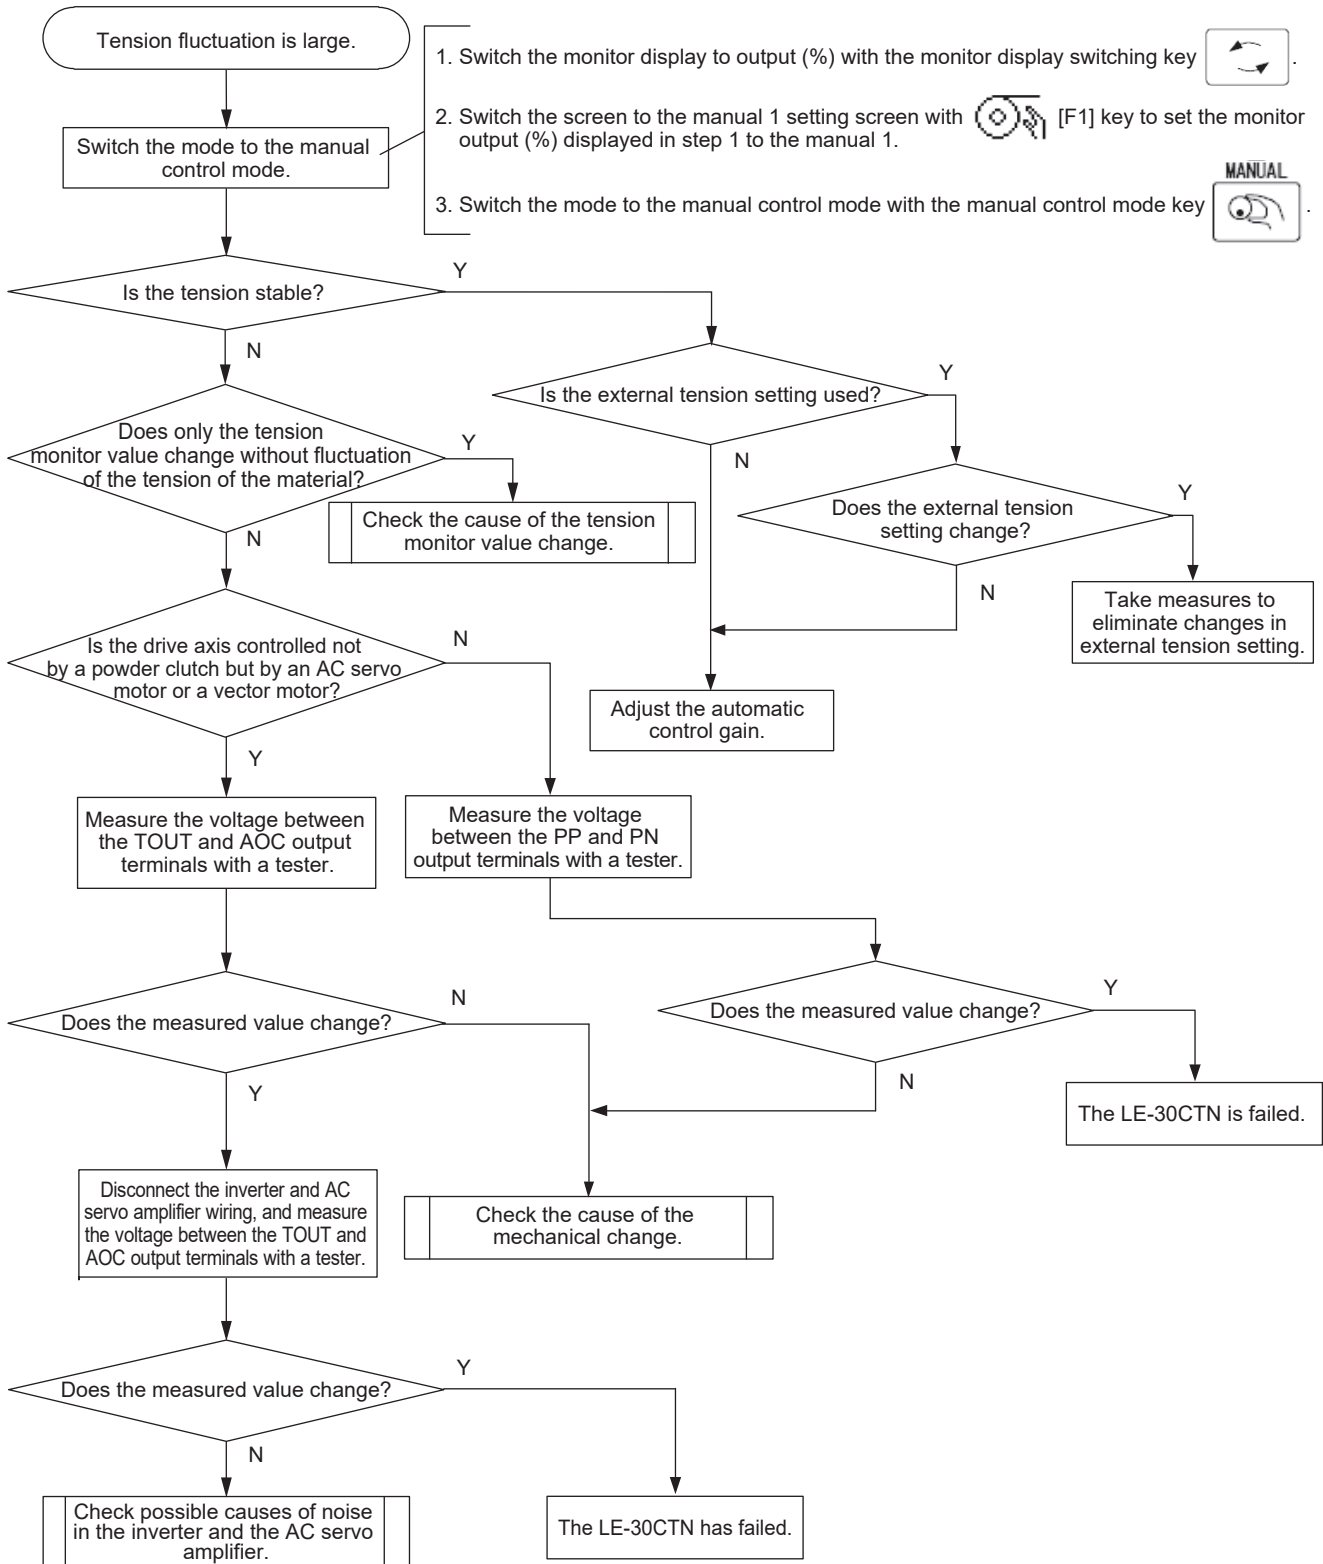 Tension fluctuation is large.
Switch the mode to the manual
control mode.
1. Switch the monitor display to output (%) with the monitor display switching key .
2. Switch the screen to the manual 1 setting screen with [F1] key to set the monitor
output (%) displayed in step 1 to the manual 1.
MANUAL
3. Switch the mode to the manual control mode with the manual control mode key .
Is the tension stable?
Y
N
Is the external tension setting used?
Y
N
Does only the tension
monitor value change without fluctuation
of the tension of the material?
Y
N
Check the cause of the tension
monitor value change.
Does the external tension
setting change?
Y
N
Take measures to
eliminate changes in
external tension setting.
Adjust the automatic
control gain.
Is the drive axis controlled not
by a powder clutch but by an AC servo
motor or a vector motor?
N
Y
Measure the voltage between
the TOUT and AOC output
terminals with a tester.
Measure the voltage
between the PP and PN
output terminals with a tester.
Does the measured value change?
N
Y
Does the measured value change?
Y
N
The LE-30CTN is failed.
Disconnect the inverter and AC
servo amplifier wiring, and measure
the voltage between the TOUT and
AOC output terminals with a tester.
Check the cause of the
mechanical change.
Does the measured value change?
Y
N
Check possible causes of noise
in the inverter and the AC servo
amplifier.
The LE-30CTN has failed.